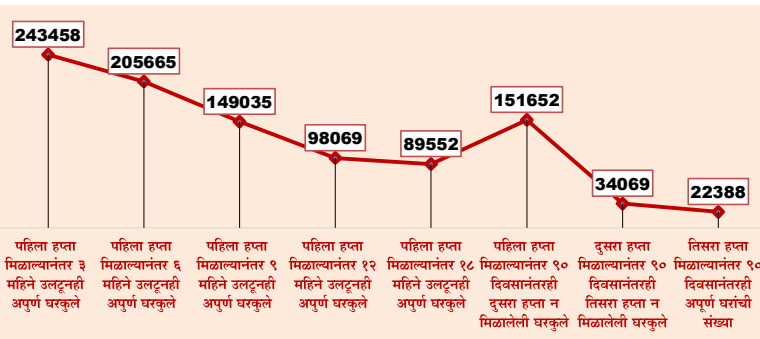 243458
205665
149035
98069
89552
151652
34069
22388
पहिला हप्ता
मिळाल्यानंतर ३
महिने उलटूनही
अपुर्ण घरकुले
पहिला हप्ता
मिळाल्यानंतर ६
महिने उलटूनही
अपुर्ण घरकुले
पहिला हप्ता
मिळाल्यानंतर ९
महिने उलटूनही
अपुर्ण घरकुले
पहिला हप्ता
मिळाल्यानंतर १२
महिने उलटूनही
अपुर्ण घरकुले
पहिला हप्ता
मिळाल्यानंतर १८
महिने उलटूनही
अपुर्ण घरकुले
पहिला हप्ता
मिळाल्यानंतर ९०
दिवसानंतरही
दुसरा हप्ता न
मिळालेली घरकुले
दुसरा हप्ता
मिळाल्यानंतर ९०
दिवसानंतरही
तिसरा हप्ता न
मिळालेली घरकुले
तिसरा हप्ता
मिळाल्यानंतर ९०
दिवसानंतरही
अपूर्ण घरांची
संख्या